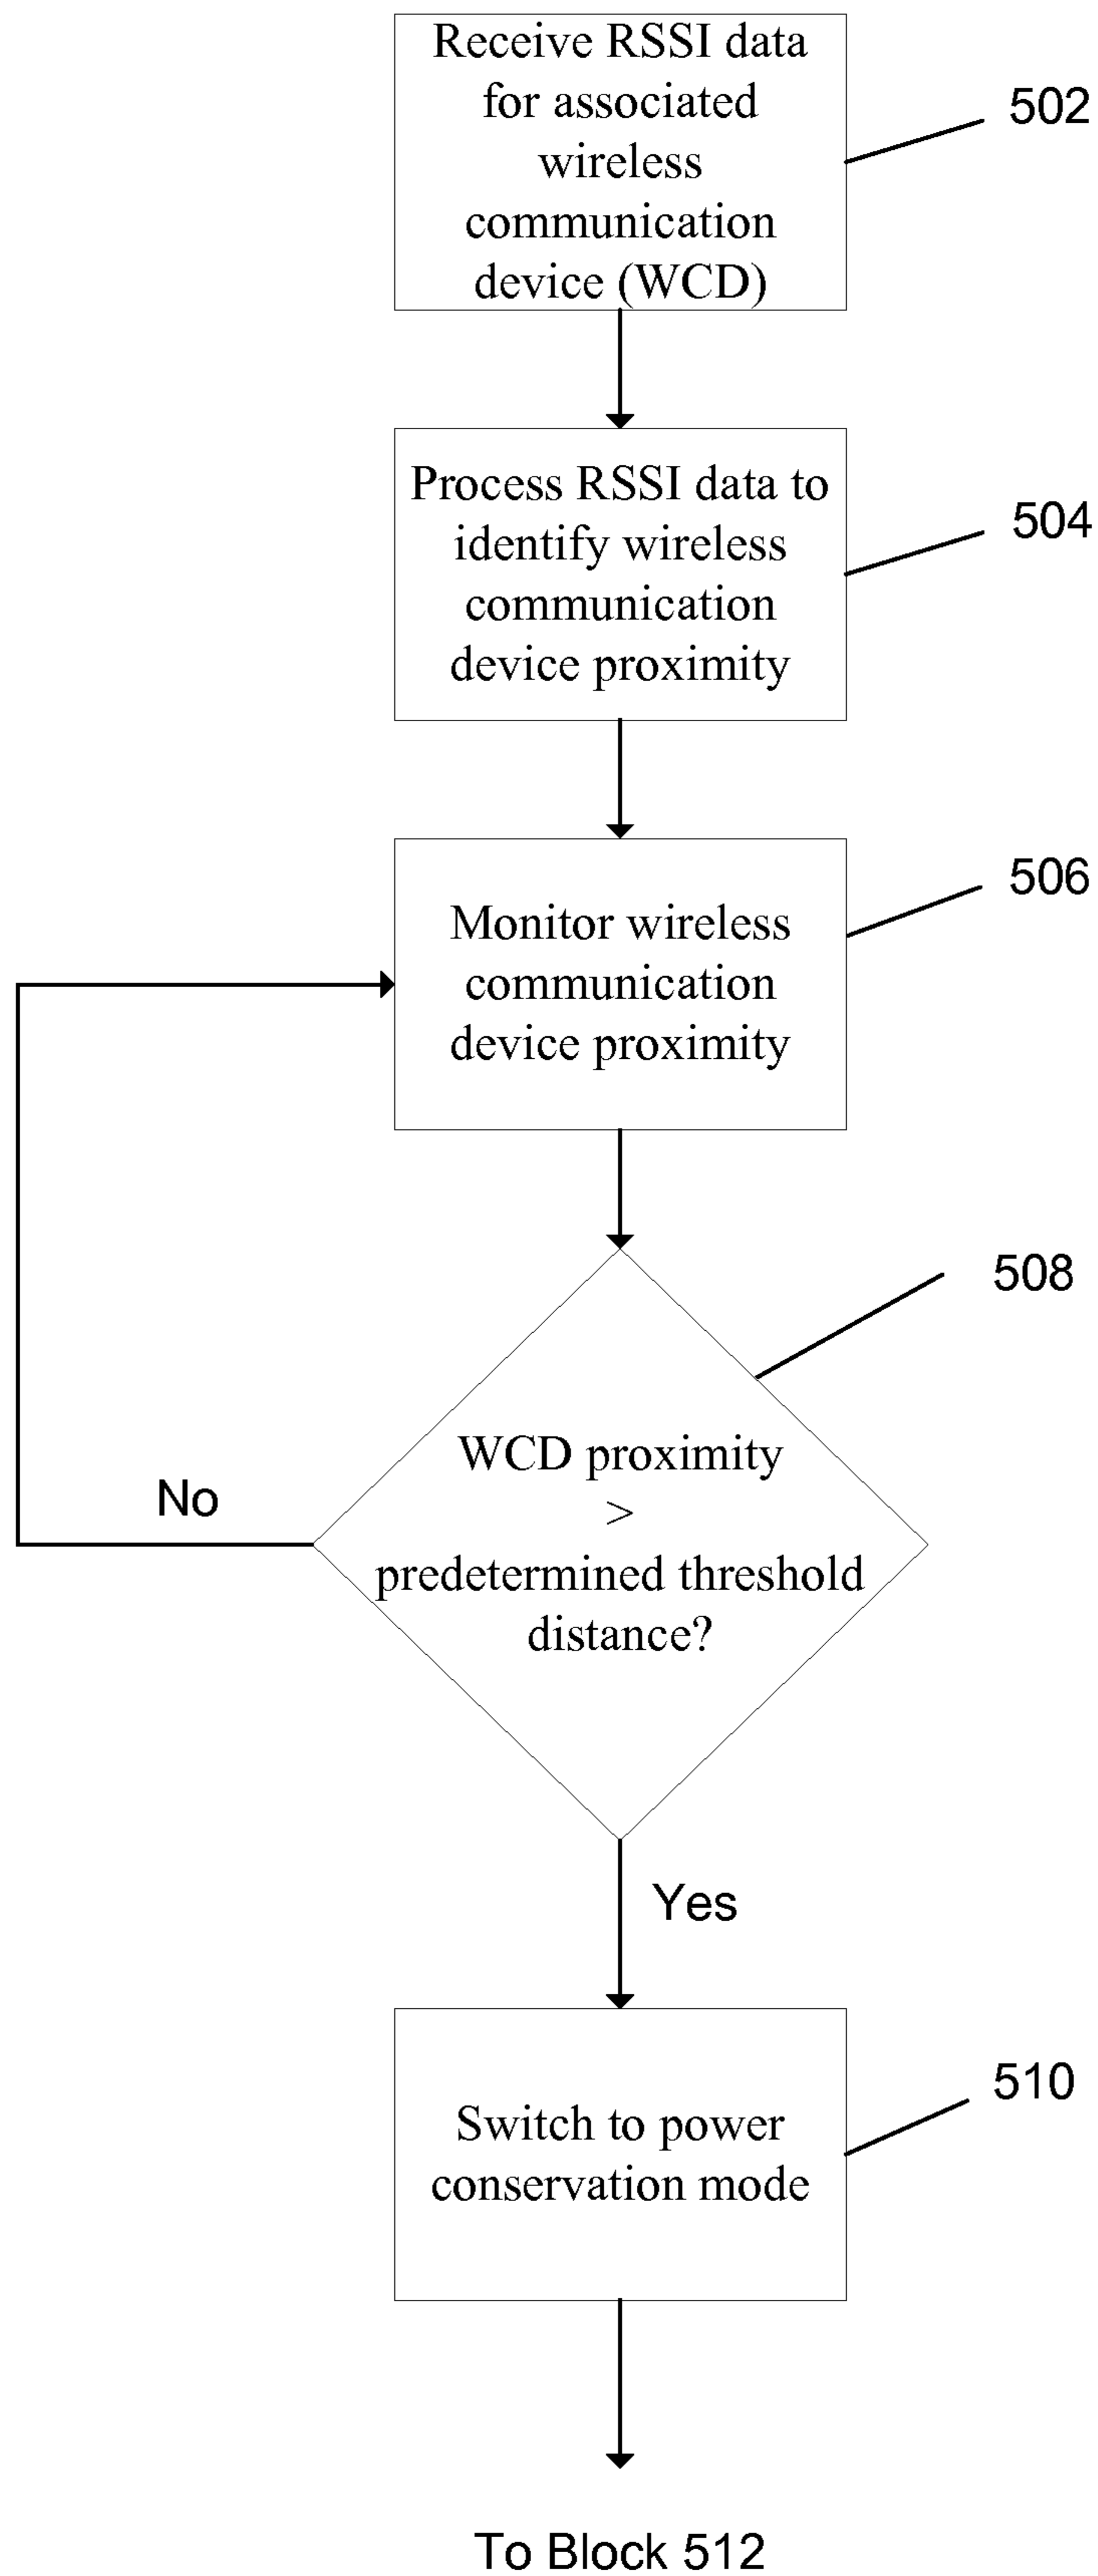 Receive RSSI data
for associated
wireless
communication
device (WCD)
502
Process RSSI data to
identify wireless
communication
device proximity
504
Monitor wireless
communication
device proximity
506
WCD proximity
>
predetermined threshold
distance?
508
No
Yes
Switch to power
conservation mode
510
To Block 512